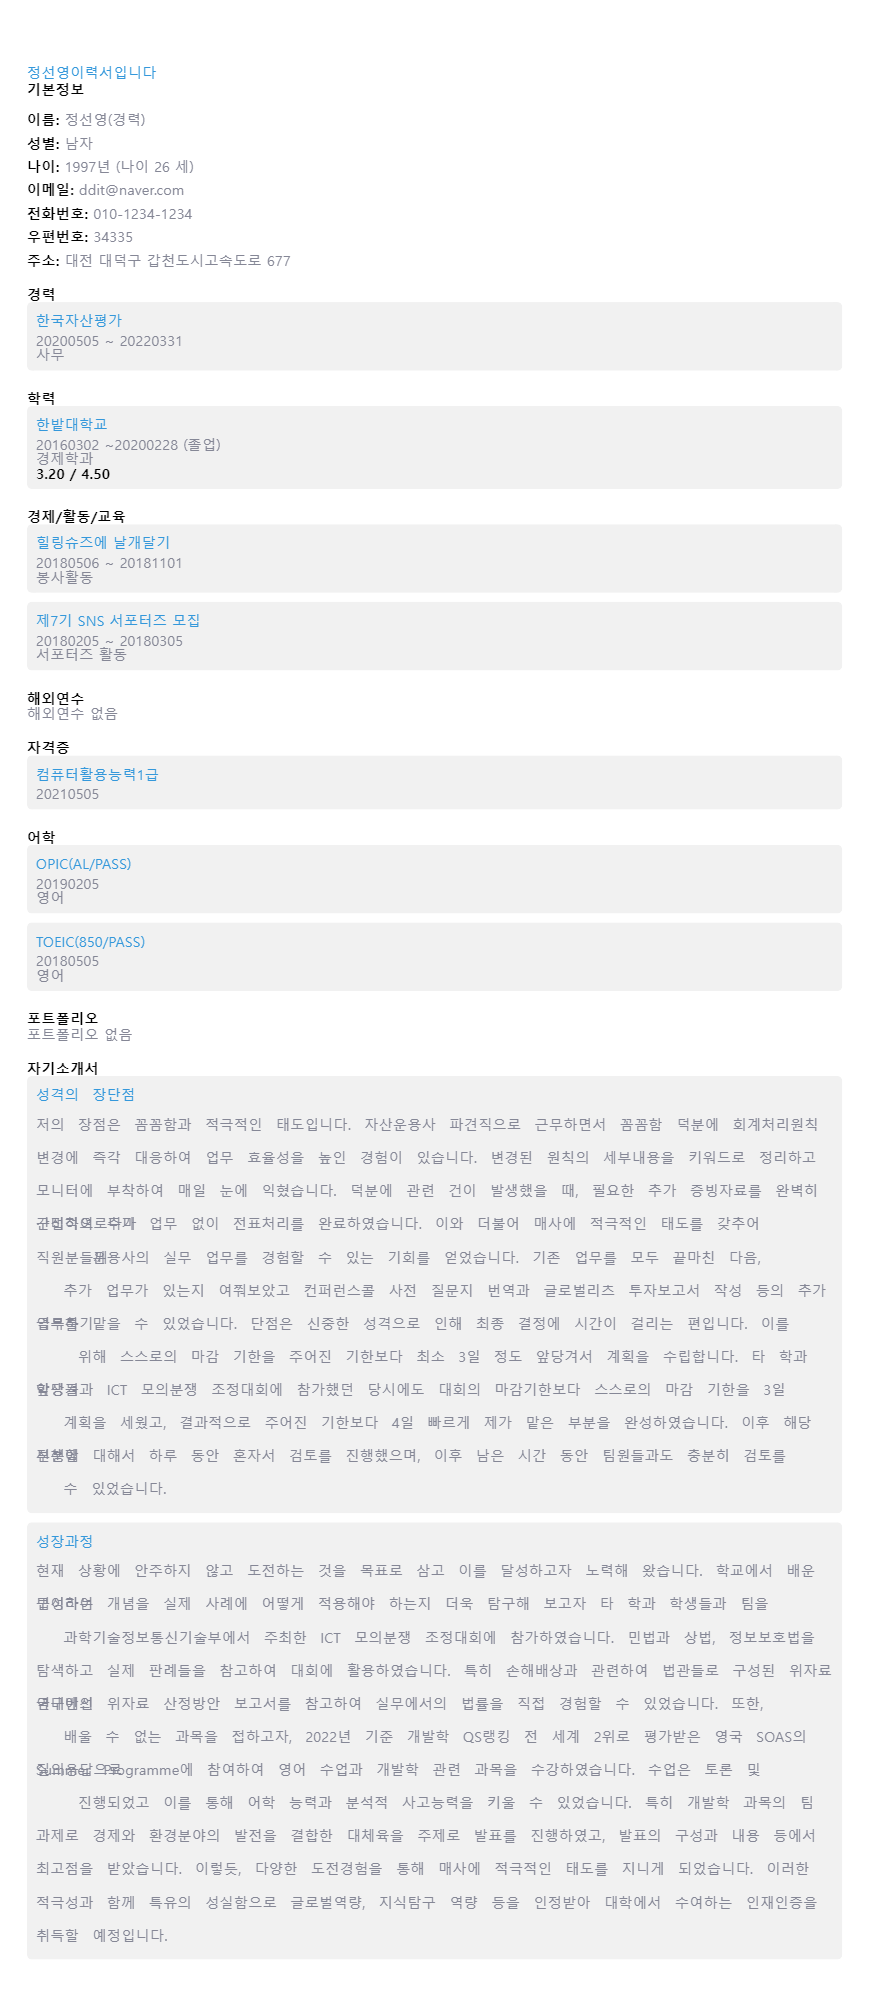 정선영이력서입니다
기본정보
이름: 정선영(경력)
성별: 남자
나이: 1997년 (나이 26 세)
이메일: ddit@naver.com
전화번호: 010-1234-1234
우편번호: 34335
주소: 대전 대덕구 갑천도시고속도로 677
경력
한국자산평가
20200505 ~ 20220331
사무
학력
한밭대학교
20160302 ~20200228 (졸업)
경제학과
3.20 / 4.50
경제/활동/교육
힐링슈즈에 날개달기
20180506 ~ 20181101
봉사활동
제7기 SNS 서포터즈 모집
20180205 ~ 20180305
서포터즈 활동
해외연수
해외연수 없음
자격증
컴퓨터활용능력1급
20210505
어학
OPIC(AL/PASS)
20190205
영어
TOEIC(850/PASS)
20180505
영어
포트폴리오
포트폴리오 없음
자기소개서
성격의 장단점
저의 장점은 꼼꼼함과 적극적인 태도입니다. 자산운용사 파견직으로 근무하면서 꼼꼼함 덕분에 회계처리원칙
변경에 즉각 대응하여 업무 효율성을 높인 경험이 있습니다. 변경된 원칙의 세부내용을 키워드로 정리하고
모니터에 부착하여 매일 눈에 익혔습니다. 덕분에 관련 건이 발생했을 때, 필요한 추가 증빙자료를 완벽히
업무 없이 전표처리를 완료하였습니다. 이와 더불어 매사에 적극적인 태도를 갖추어
실무 업무를 경험할 수 있는 기회를 얻었습니다. 기존 업무를 모두 끝마친 다음,
추가 업무가 있는지 여쭤보았고 컨퍼런스콜 사전 질문지 번역과 글로벌리츠 투자보고서 작성 등의 추가
맡을 수 있었습니다. 단점은 신중한 성격으로 인해 최종 결정에 시간이 걸리는 편입니다. 이를
위해 스스로의 마감 기한을 주어진 기한보다 최소 3일 정도 앞당겨서 계획을 수립합니다. 타 학과
ICT 모의분쟁 조정대회에 참가했던 당시에도 대회의 마감기한보다 스스로의 마감 기한을 3일
계획을 세웠고, 결과적으로 주어진 기한보다 4일 빠르게 제가 맡은 부분을 완성하였습니다. 이후 해당
대해서 하루 동안 혼자서 검토를 진행했으며, 이후 남은 시간 동안 팀원들과도 충분히 검토를
수 있었습니다.
성장과정
현재 상황에 안주하지 않고 도전하는 것을 목표로 삼고 이를 달성하고자 노력해 왔습니다. 학교에서 배운
개념을 실제 사례에 어떻게 적용해야 하는지 더욱 탐구해 보고자 타 학과 학생들과 팀을
과학기술정보통신기술부에서 주최한 ICT 모의분쟁 조정대회에 참가하였습니다. 민법과 상법, 정보보호법을
탐색하고 실제 판례들을 참고하여 대회에 활용하였습니다. 특히 손해배상과 관련하여 법관들로 구성된 위자료
위자료 산정방안 보고서를 참고하여 실무에서의 법률을 직접 경험할 수 있었습니다. 또한,
배울 수 없는 과목을 접하고자, 2022년 기준 개발학 QS랭킹 전 세계 2위로 평가받은 영국 SOAS의
Programme에 참여하여 영어 수업과 개발학 관련 과목을 수강하였습니다. 수업은 토론 및
진행되었고 이를 통해 어학 능력과 분석적 사고능력을 키울 수 있었습니다. 특히 개발학 과목의 팀
과제로 경제와 환경분야의 발전을 결합한 대체육을 주제로 발표를 진행하였고, 발표의 구성과 내용 등에서
최고점을 받았습니다. 이렇듯, 다양한 도전경험을 통해 매사에 적극적인 태도를 지니게 되었습니다. 이러한
적극성과 함께 특유의 성실함으로 글로벌역량, 지식탐구 역량 등을 인정받아 대학에서 수여하는 인재인증을
취득할 예정입니다.